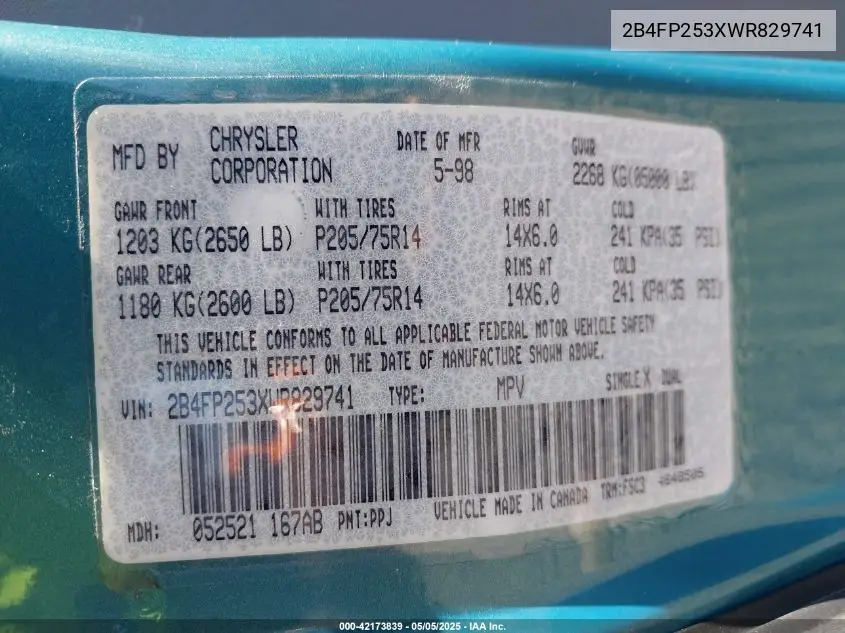 2B4FP253XWR829741
MFD BY CHRYSLER CORPORATION DATE OF MFR 5-98 GVWR 2268 KG(05000 LB)
GAWR FRONT WITH TIRES RIMS AT COLD
1203 KG(2650 LB) P205/75R14 14X6.0 241 KPA(35 PSI)
GAWR REAR WITH TIRES RIMS AT COLD
1180 KG(2600 LB) P205/75R14 14X6.0 241 KPA(35 PSI)
THIS VEHICLE CONFORMS TO ALL APPLICABLE FEDERAL MOTOR VEHICLE SAFETY
STANDARDS IN EFFECT ON THE DATE OF MANUFACTURE SHOWN ABOVE.
VIN: 2B4FP253XWR829741 TYPE: MPV SINGLE X DUAL
MDH: 052521 167AB PNT:PPJ VEHICLE MADE IN CANADA TRM:FSC3
000-42173839 - 05/05/2025 - IAA Inc.